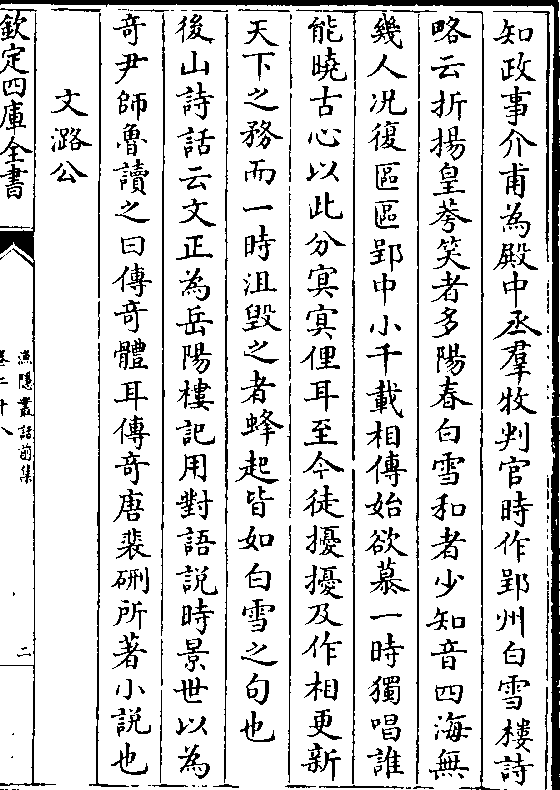 知政事介甫為殿中丞羣牧判官時作郢州白雪樓詩
略云折揚皇荂笑者多陽春白雪和者少知音四海無
幾人况復區區郢中小千載相傳始欲慕一時獨唱誰
能曉古心以此分冥冥俚耳至今徒擾擾及作相更新
天下之務而一時沮毁之者蜂起皆如白雪之句也
後山詩話云文正為岳陽樓記用對語説時景世以為
竒尹師魯讀之曰傳竒體耳傳竒唐裴硎所著小説也
文潞公
欽定四庫全書
漁隱叢話前集
卷二十八
二